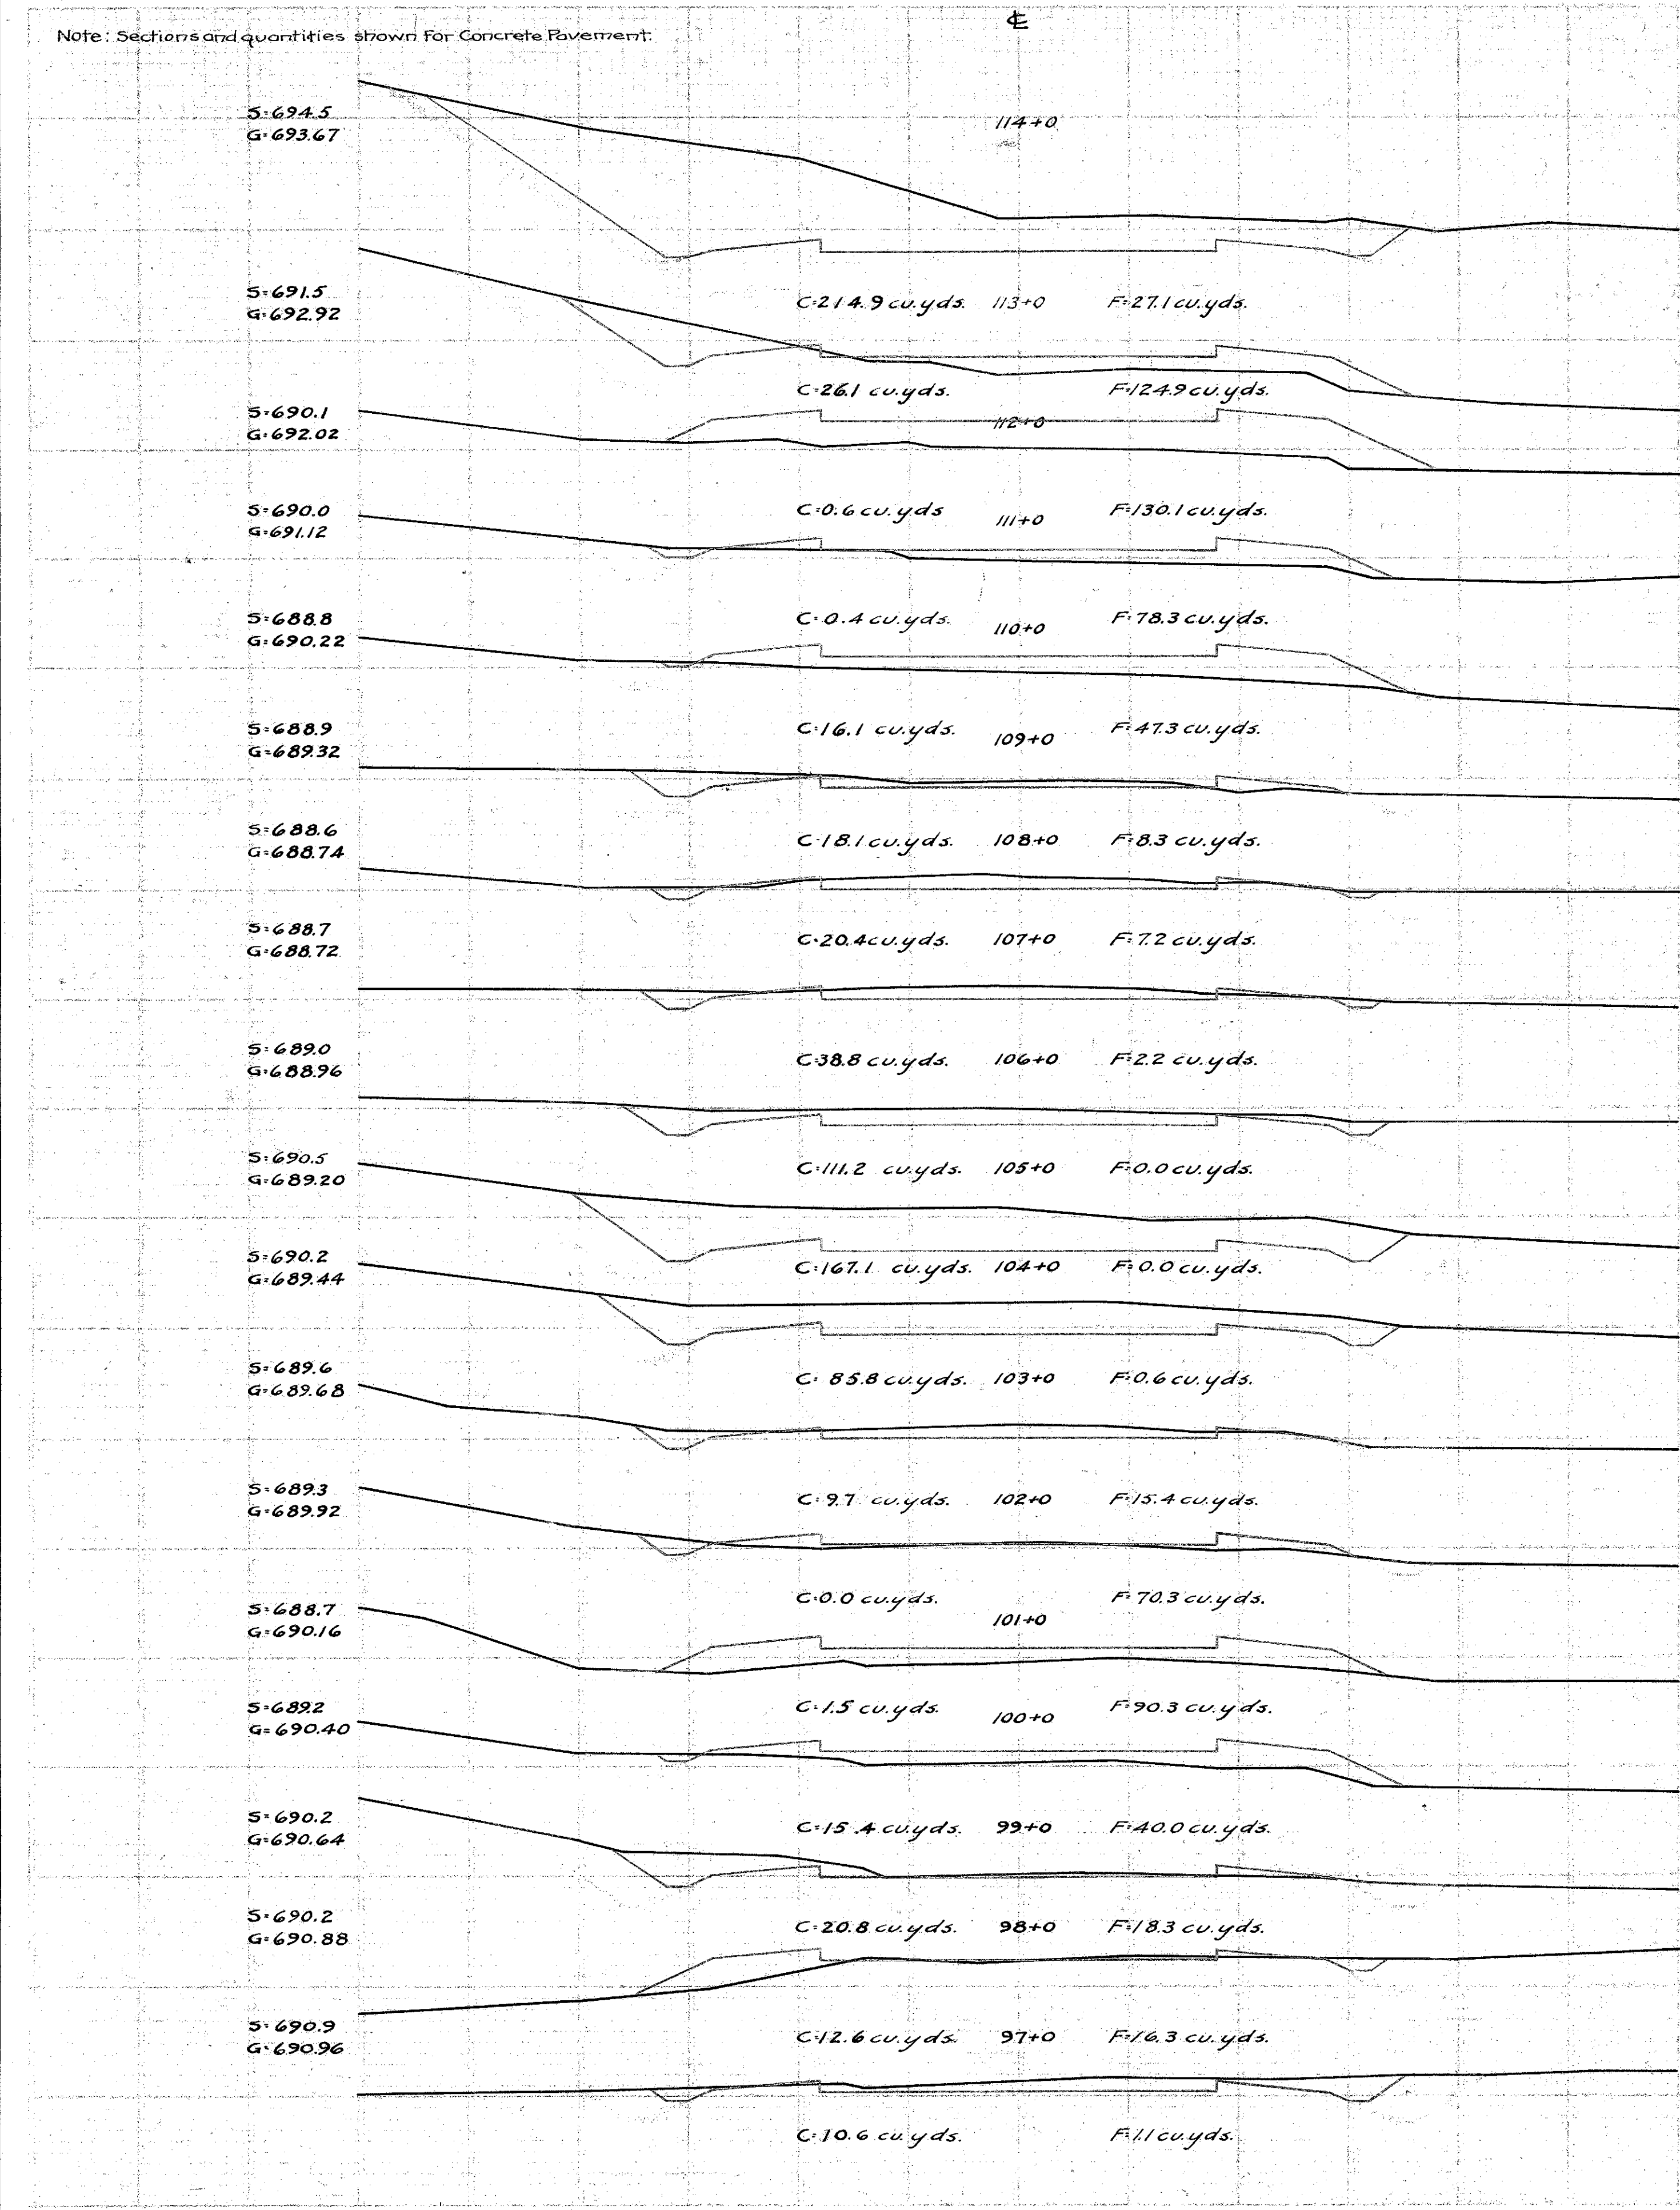 ℄
Note: Sections and quantities shown for Concrete Pavement.
S=694.5
G=693.67
114+0
S=691.5
G=692.92
C=214.9 cu.yds. 113+0 F=27.1 cu.yds.
C=26.1 cu.yds. F=124.9 cu.yds.
S=690.1
G=692.02
112+0
S=690.0
G=691.12
C=0.6 cu.yds 111+0 F=130.1 cu.yds.
S=688.8
G=690.22
C=0.4 cu.yds. 110+0 F=78.3 cu.yds.
S=688.9
G=689.32
C=16.1 cu.yds. 109+0 F=47.3 cu.yds.
S=688.6
G=688.74
C=18.1 cu.yds. 108+0 F=8.3 cu.yds.
S=688.7
G=688.72
C=20.4 cu.yds. 107+0 F=7.2 cu.yds.
S=689.0
G=688.96
C=38.8 cu.yds. 106+0 F=2.2 cu.yds.
S=690.5
G=689.20
C=111.2 cu.yds. 105+0 F=0.0 cu.yds.
S=690.2
G=689.44
C=167.1 cu.yds. 104+0 F=0.0 cu.yds.
S=689.6
G=689.68
C=85.8 cu.yds. 103+0 F=0.6 cu.yds.
S=689.3
G=689.92
C=9.7 cu.yds. 102+0 F=15.4 cu.yds.
C=0.0 cu.yds. F=70.3 cu.yds.
S=688.7
G=690.16
101+0
S=689.2
G=690.40
C=1.5 cu.yds. 100+0 F=90.3 cu.yds.
S=690.2
G=690.64
C=15.4 cu.yds. 99+0 F=40.0 cu.yds.
S=690.2
G=690.88
C=20.8 cu.yds. 98+0 F=18.3 cu.yds.
S=690.9
G=690.96
C=12.6 cu.yds. 97+0 F=16.3 cu.yds.
C=10.6 cu.yds. F=1.1 cu.yds.